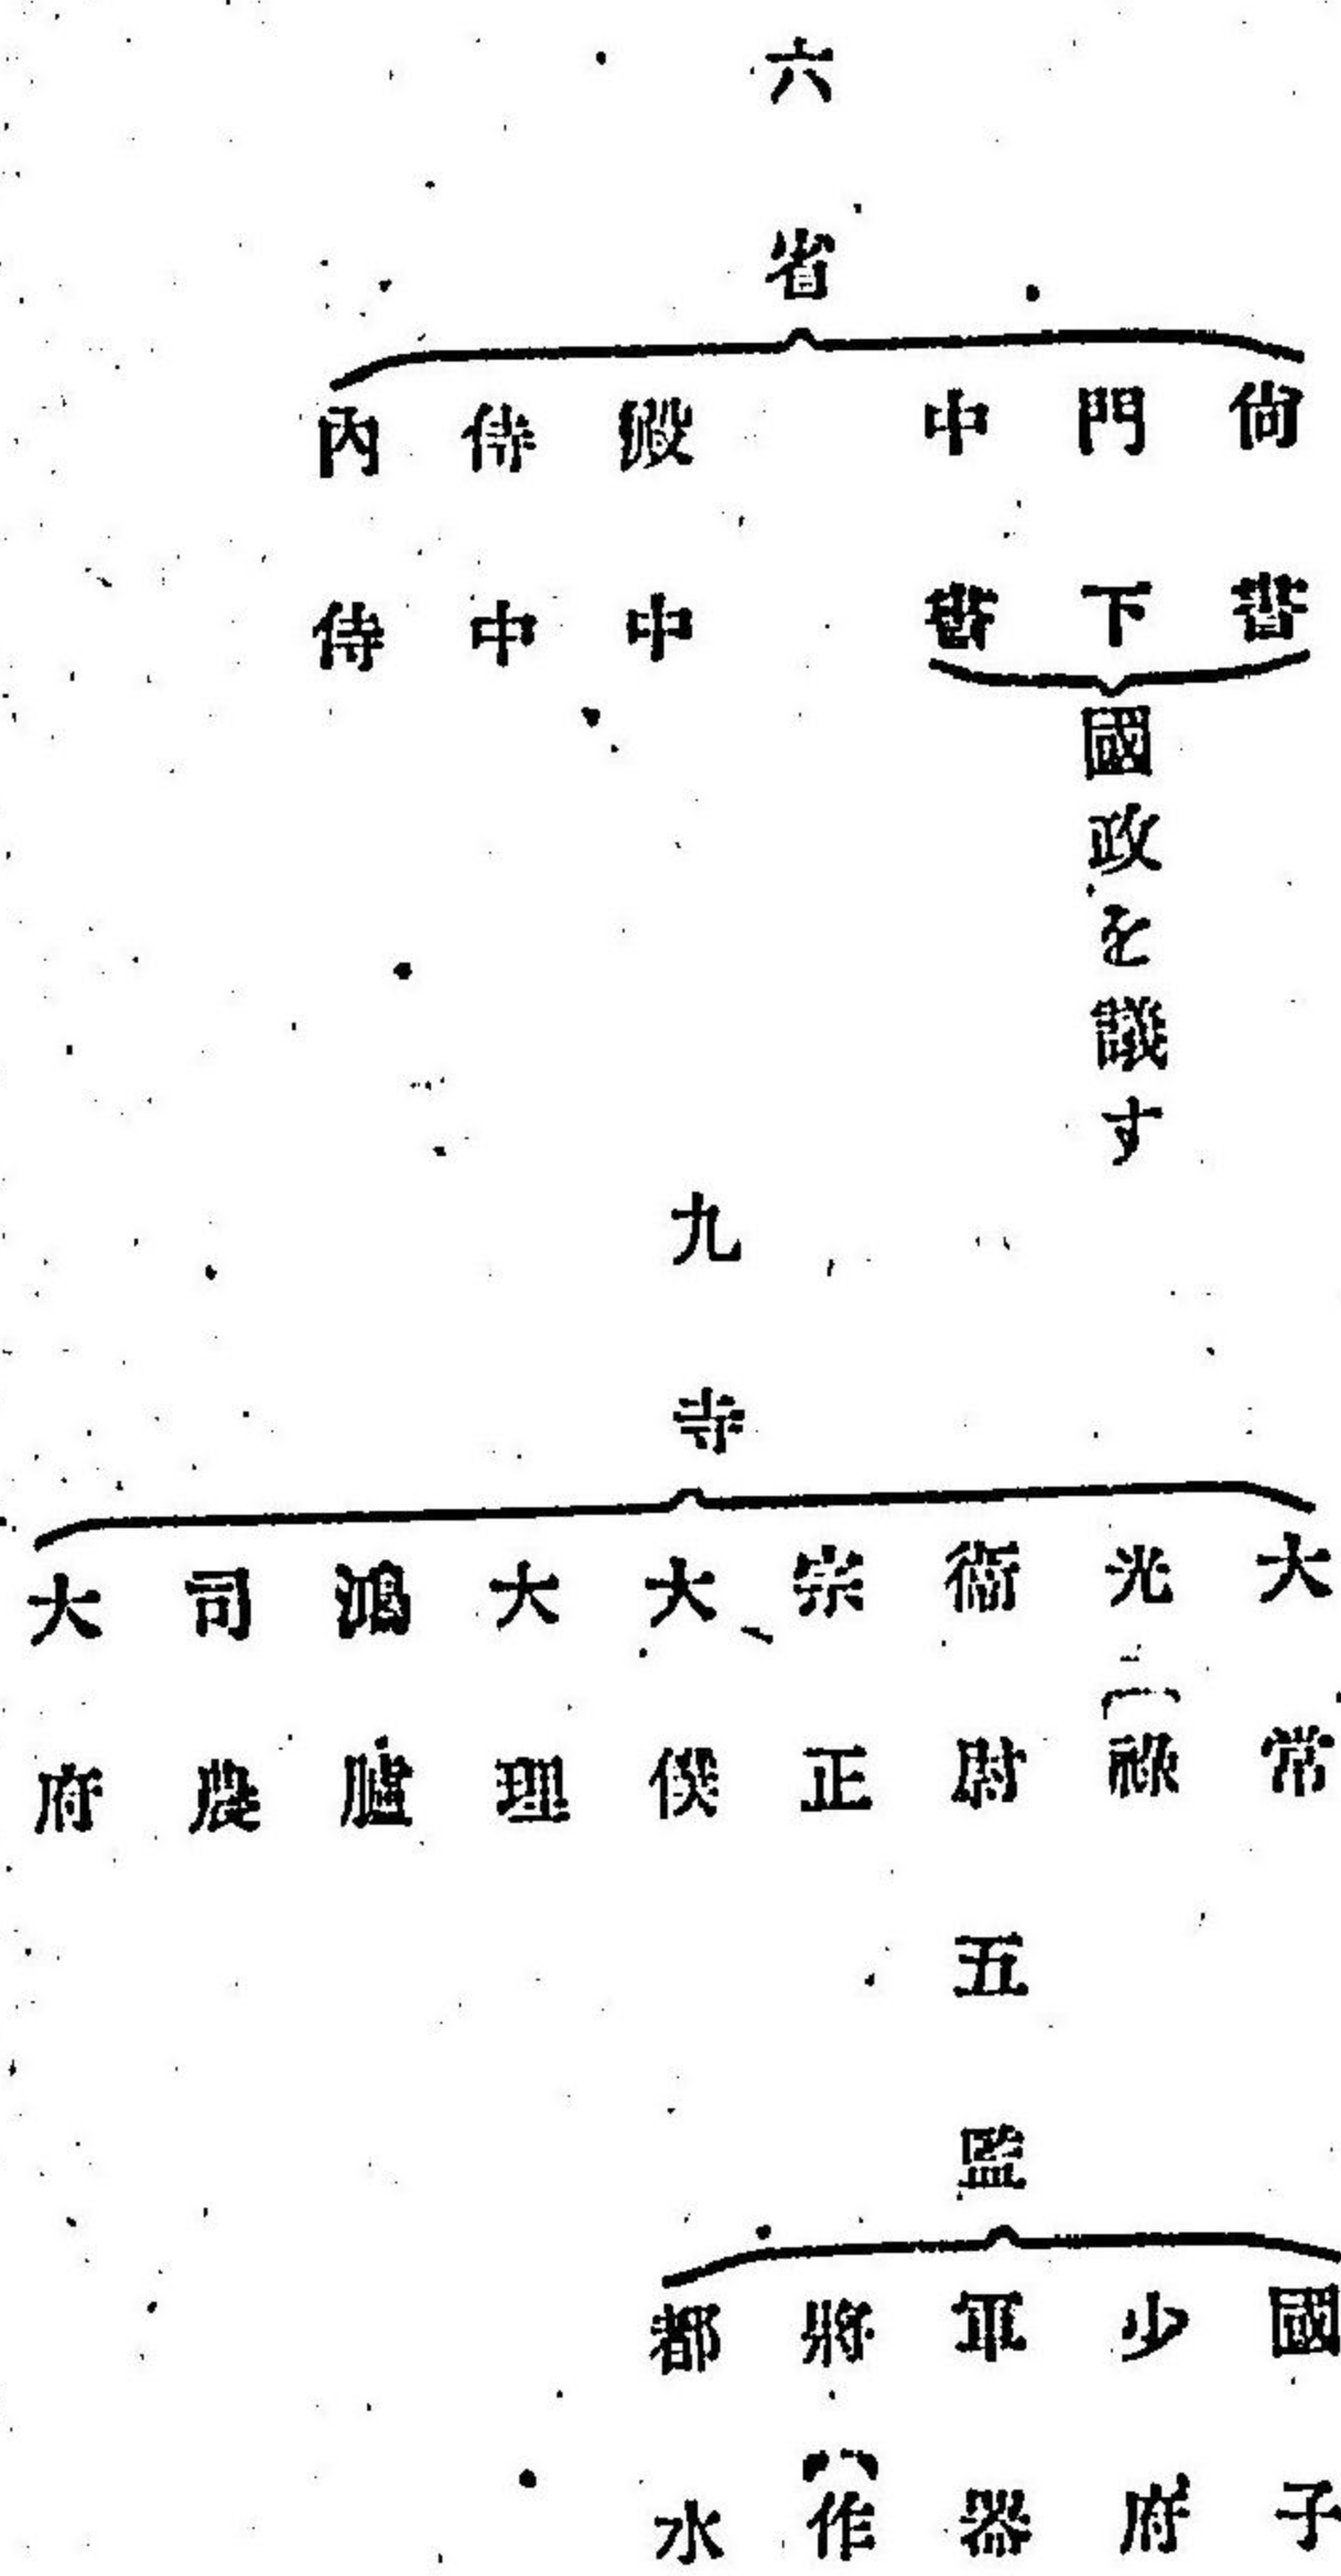 六省
尙書
門下
中書
國政を議す
殿中
侍中
內侍
九寺
大常
光祿
衞尉
宗正
大僕
大理
鴻臚
司農
大府
五監
國子
少府
軍器
將作
都水